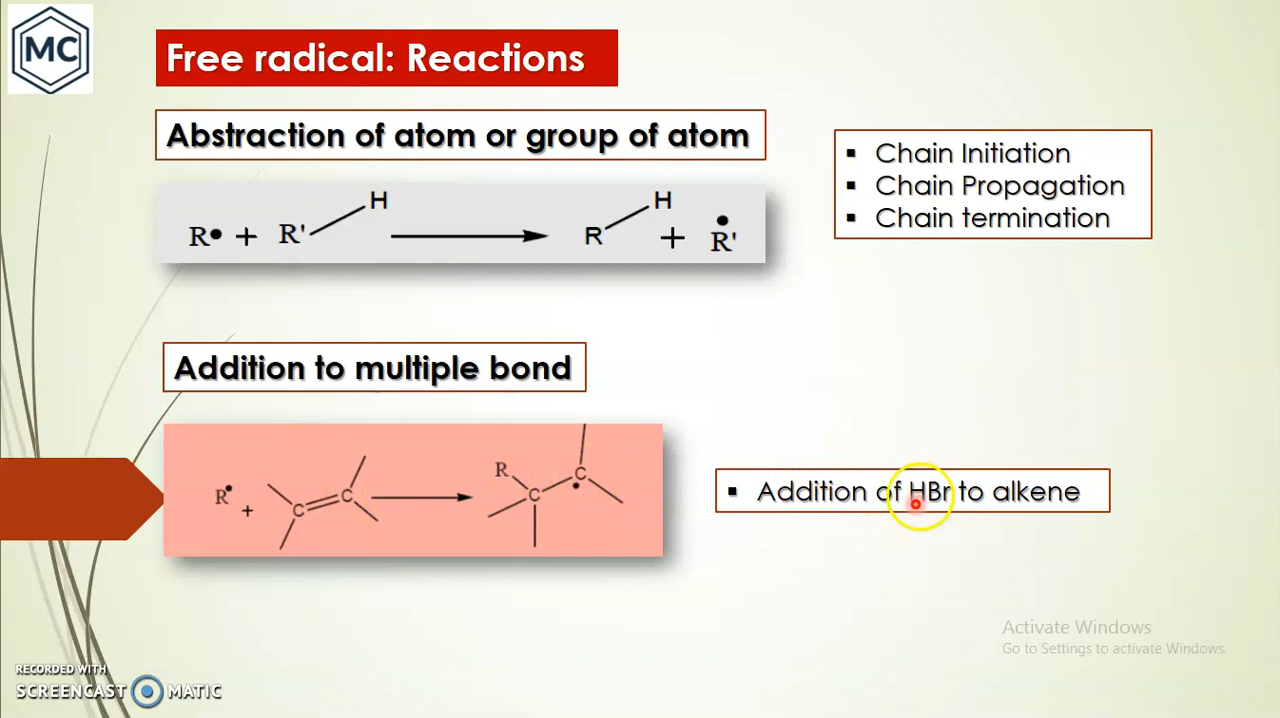 MC
Free radical: Reactions
Abstraction of atom or group of atom
▪ Chain Initiation
▪ Chain Propagation
▪ Chain termination
R• + R' H → R H + Ṙ'
Addition to multiple bond
R• + C C → R C C•
▪ Addition of HBr to alkene
Activate Windows
Go to Settings to activate Windows.
RECORDED WITH
SCREENCAST MATIC